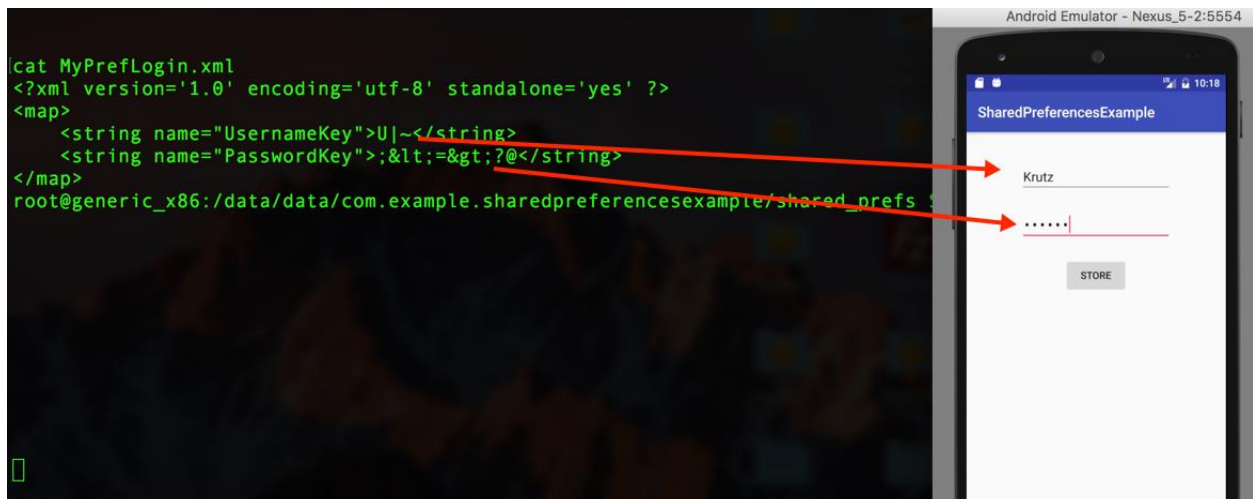 Android Emulator - Nexus_5-2:5554
cat MyPrefLogin.xml
<?xml version='1.0' encoding='utf-8' standalone='yes' ?>
<map>
<string name="UsernameKey">U|~</string>
<string name="PasswordKey">;&lt;=&gt;?@</string>
</map>
root@generic_x86:/data/data/com.example.sharedpreferencesexample/shared_prefs
10:18
SharedPreferencesExample
Krutz
••••••
STORE